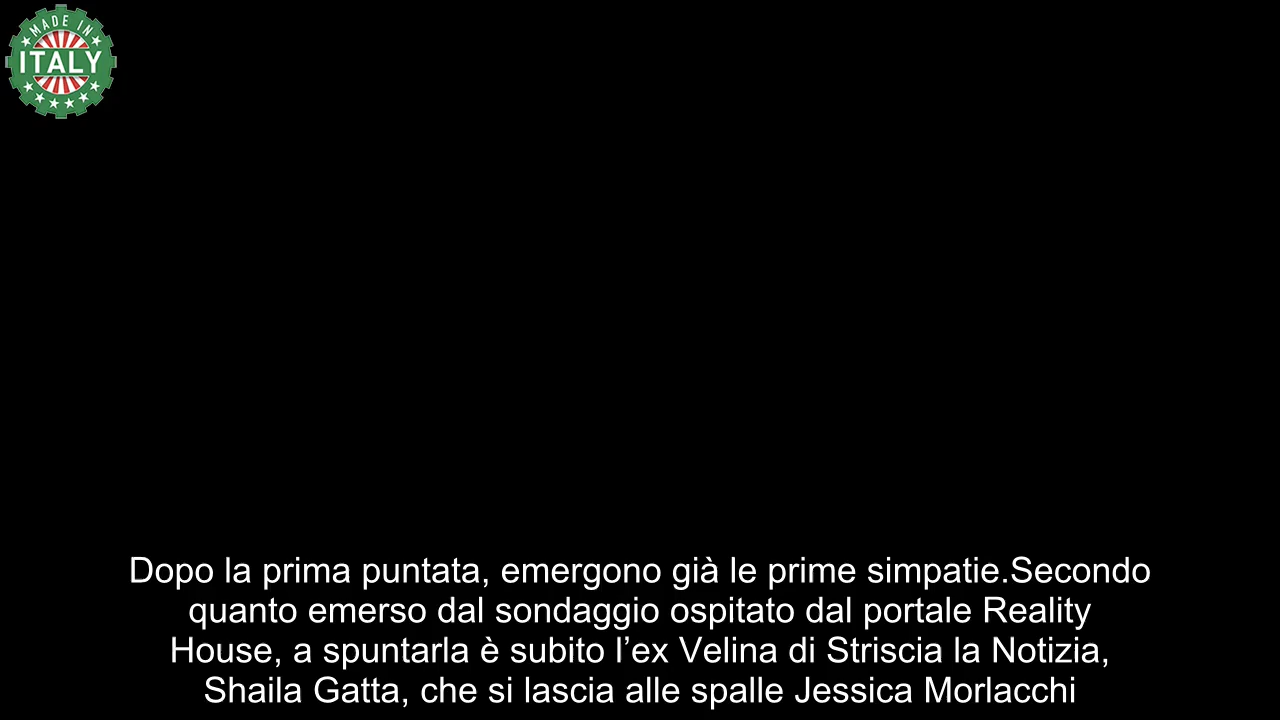 MADE IN
ITALY
Dopo la prima puntata, emergono già le prime simpatie.Secondo
quanto emerso dal sondaggio ospitato dal portale Reality
House, a spuntarla è subito l’ex Velina di Striscia la Notizia,
Shaila Gatta, che si lascia alle spalle Jessica Morlacchi